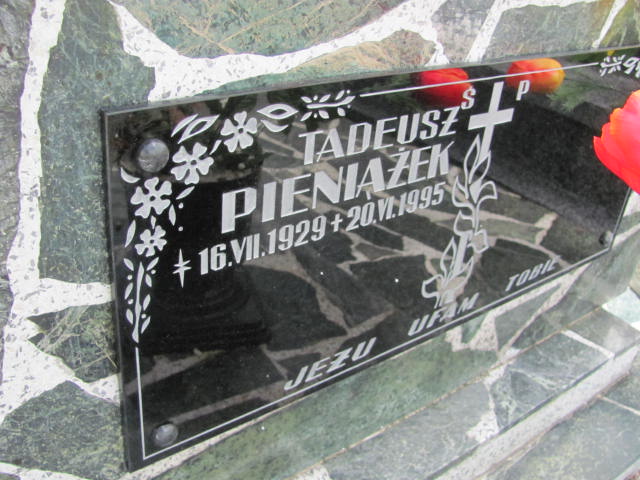 S P
TADEUSZ
PIENIĄŻEK
* 16.VII.1929 + 20.VI.1995
JEZU UFAM TOBIE